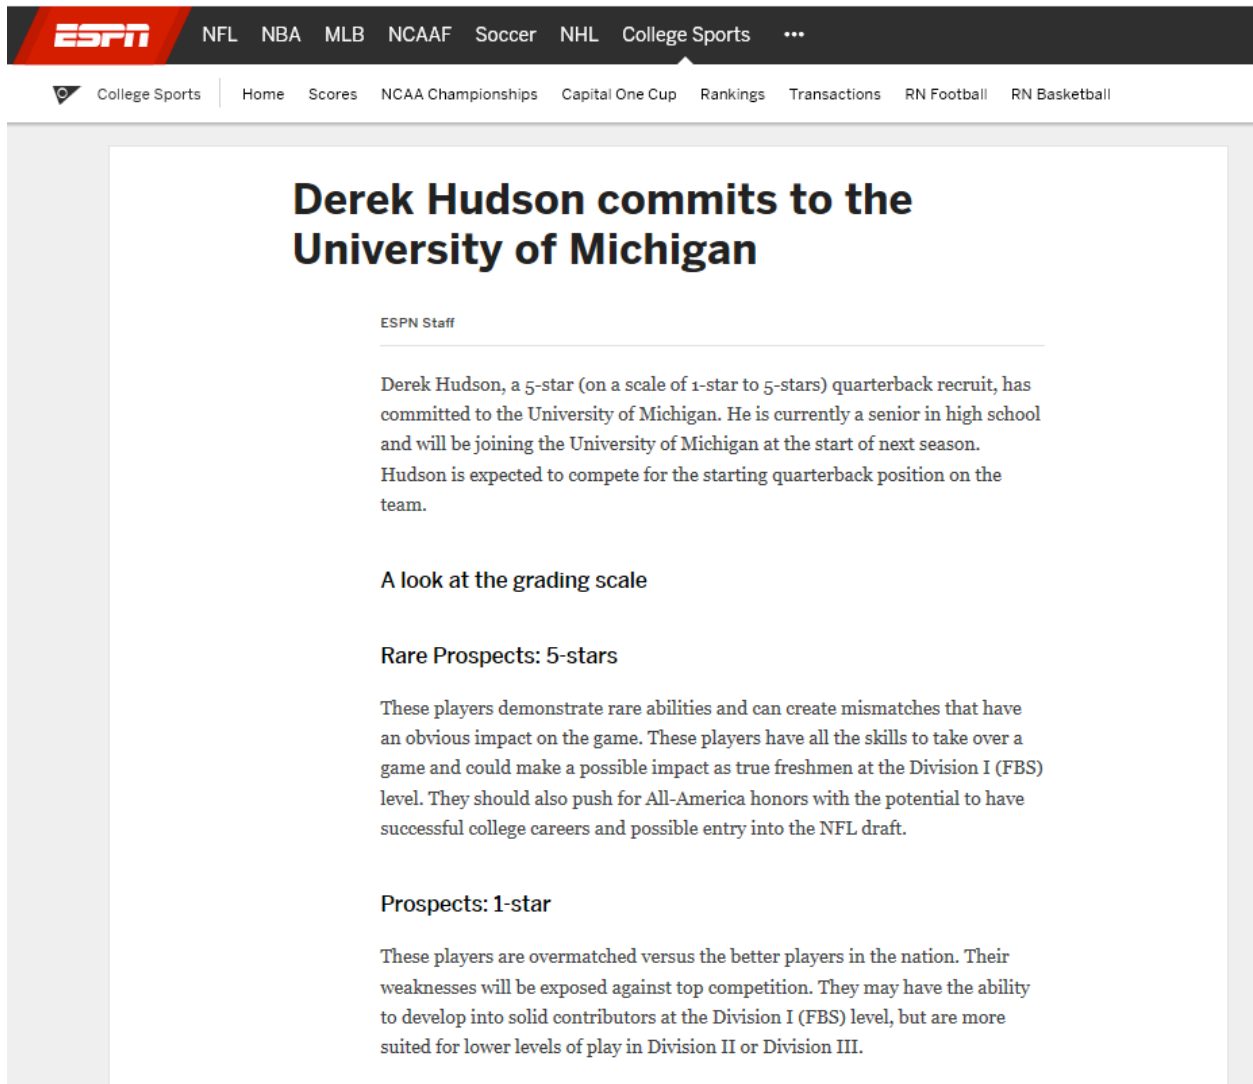 ESPN NFL NBA MLB NCAAF Soccer NHL College Sports •••
College Sports Home Scores NCAA Championships Capital One Cup Rankings Transactions RN Football RN Basketball
Derek Hudson commits to the
University of Michigan
ESPN Staff
Derek Hudson, a 5-star (on a scale of 1-star to 5-stars) quarterback recruit, has
committed to the University of Michigan. He is currently a senior in high school
and will be joining the University of Michigan at the start of next season.
Hudson is expected to compete for the starting quarterback position on the
team.
A look at the grading scale
Rare Prospects: 5-stars
These players demonstrate rare abilities and can create mismatches that have
an obvious impact on the game. These players have all the skills to take over a
game and could make a possible impact as true freshmen at the Division I (FBS)
level. They should also push for All-America honors with the potential to have
successful college careers and possible entry into the NFL draft.
Prospects: 1-star
These players are overmatched versus the better players in the nation. Their
weaknesses will be exposed against top competition. They may have the ability
to develop into solid contributors at the Division I (FBS) level, but are more
suited for lower levels of play in Division II or Division III.